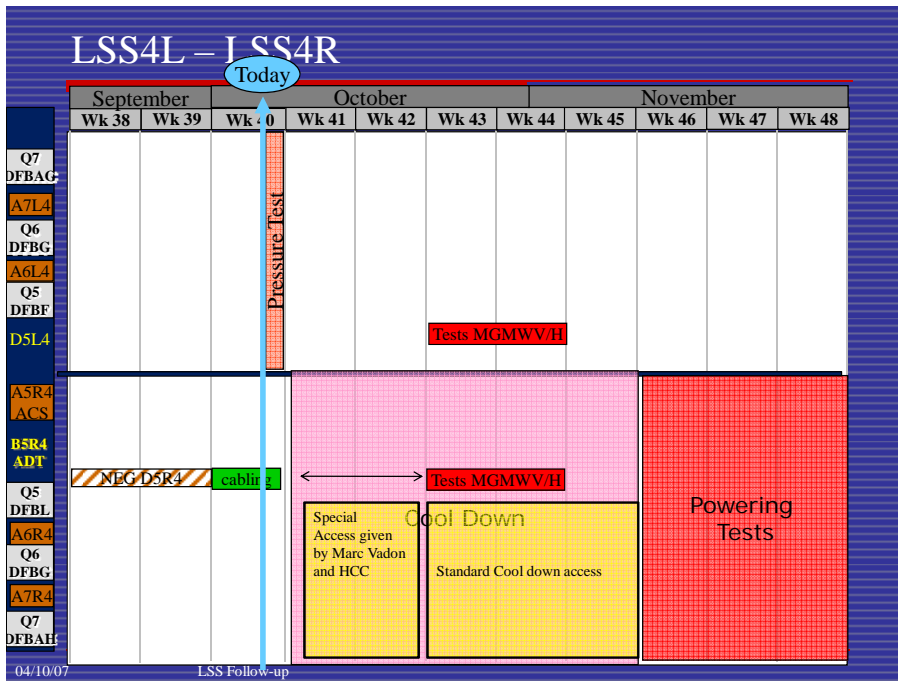 LSS4L – LSS4R
Today
September
October
November
Wk 38
Wk 39
Wk 40
Wk 41
Wk 42
Wk 43
Wk 44
Wk 45
Wk 46
Wk 47
Wk 48
Q7
DFBAG
A7L4
Q6
DFBG
A6L4
Q5
DFBF
D5L4
A5R4
ACS
B5R4
ADT
Q5
DFBL
A6R4
Q6
DFBG
A7R4
Q7
DFBAH
Pressure Test
Tests MGMWV/H
NEG D5R4
cabling
Tests MGMWV/H
Cool Down
Special
Access given
by Marc Vadon
and HCC
Standard Cool down access
Powering
Tests
04/10/07
LSS Follow-up